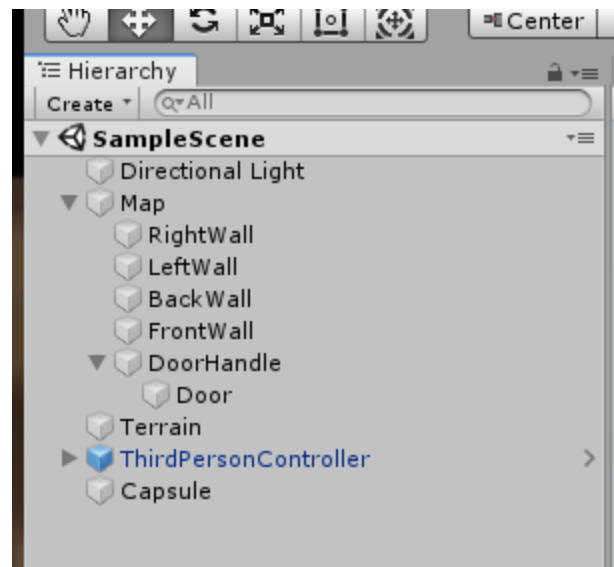 Center
Hierarchy
Create All
SampleScene
Directional Light
Map
RightWall
LeftWall
BackWall
FrontWall
DoorHandle
Door
Terrain
ThirdPersonController
Capsule